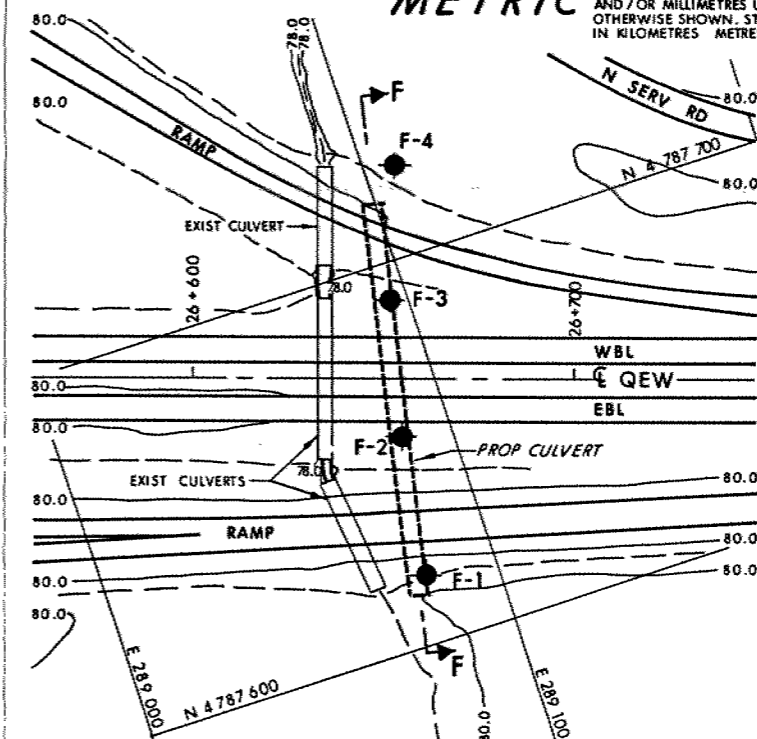 METRIC
AND/OR MILLIMETRES U
OTHERWISE SHOWN. ST
IN KILOMETRES METRE
80.0
78.0
78.0
F
N SERV RD
80.0
80.0
RAMP
F-4
N 4 787 700
80.0
EXIST CULVERT
26+600
78.0
F-3
26+700
WBL
80.0
℄ QEW
EBL
80.0
F-2
PROP CULVERT
78.0
EXIST CULVERTS
80.0
80.0
RAMP
80.0
80.0
F-1
80.0
F
E 289 000
N 4 787 600
E 289 100
80.0